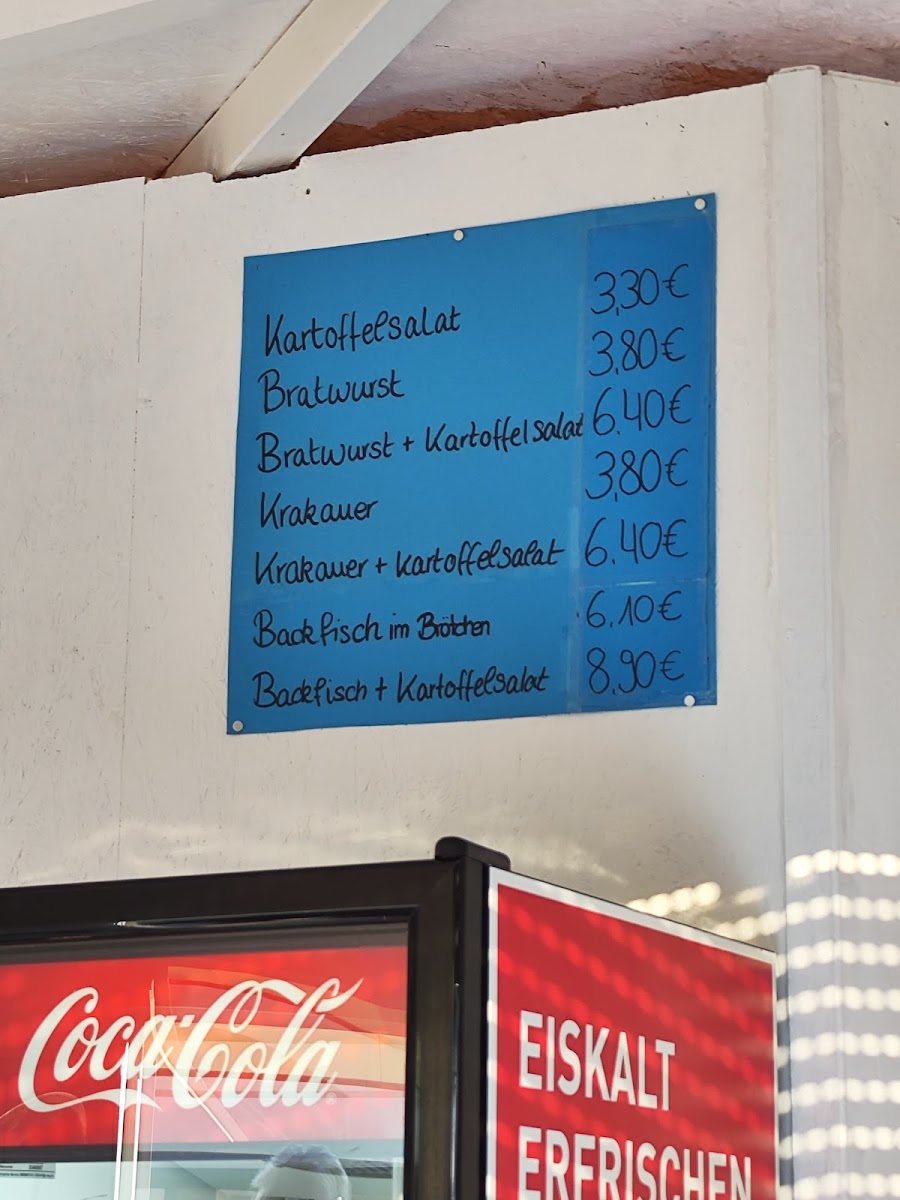 Kartoffelsalat 3,30€
Bratwurst 3,80€
Bratwurst + Kartoffelsalat 6.40€
Krakauer 3,80€
Krakauer + Kartoffelsalat 6.40€
Backfisch im Brötchen 6.10€
Backfisch + Kartoffelsalat 8,90€
Coca-Cola
EISKALT
ERFRISCHEN